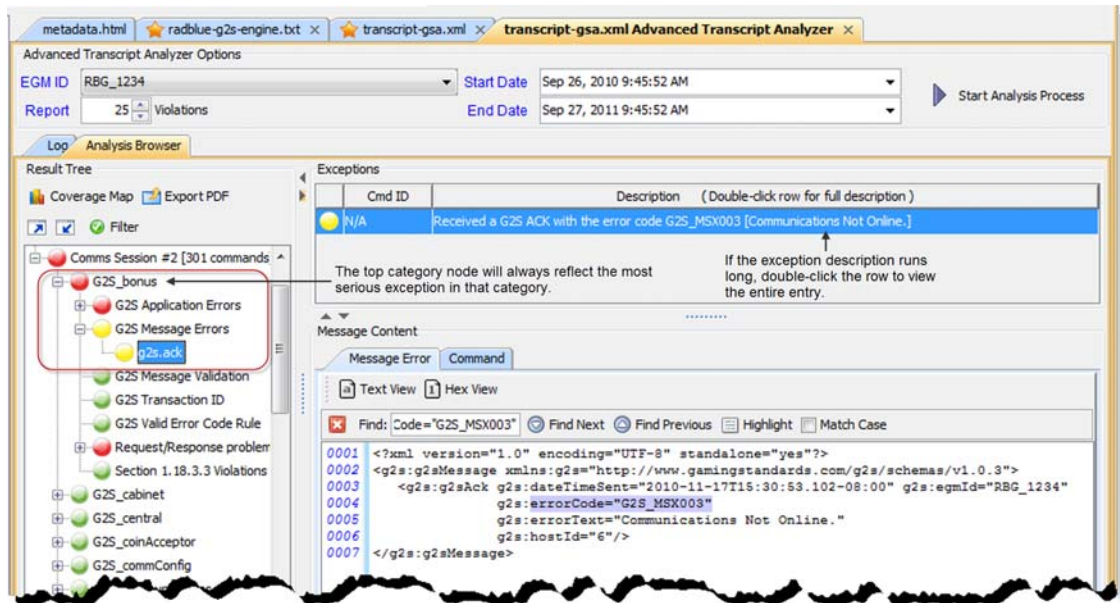 metadata.html radblue-g2s-engine.txt transcript-gsa.xml transcript-gsa.xml Advanced Transcript Analyzer
Advanced Transcript Analyzer Options
EGM ID RBG_1234 Start Date Sep 26, 2010 9:45:52 AM
Start Analysis Process
Report 25 Violations End Date Sep 27, 2011 9:45:52 AM
Log Analysis Browser
Result Tree
Coverage Map Export PDF
Filter
Comms Session #2 [301 commands
G2S_bonus
G2S Application Errors
G2S Message Errors
g2s.ack
G2S Message Validation
G2S Transaction ID
G2S Valid Error Code Rule
Request/Response problem
Section 1.18.3.3 Violations
G2S_cabinet
G2S_central
G2S_coinAcceptor
G2S_commConfig
Exceptions
Cmd ID Description (Double-click row for full description)
N/A Received a G2S ACK with the error code G2S_MSX003 [Communications Not Online.]
The top category node will always reflect the most
serious exception in that category.
If the exception description runs
long, double-click the row to view
the entire entry.
Message Content
Message Error Command
a Text View 1 Hex View
Find: Code="G2S_MSX003" Find Next Find Previous Highlight Match Case
0001 <?xml version="1.0" encoding="UTF-8" standalone="yes"?>
0002 <g2s:g2sMessage xmlns:g2s="http://www.gamingstandards.com/g2s/schemas/v1.0.3">
0003 <g2s:g2sAck g2s:dateTimeSent="2010-11-17T15:30:53.102-08:00" g2s:egmId="RBG_1234"
0004 g2s:errorCode="G2S_MSX003"
0005 g2s:errorText="Communications Not Online."
0006 g2s:hostId="6"/>
0007 </g2s:g2sMessage>